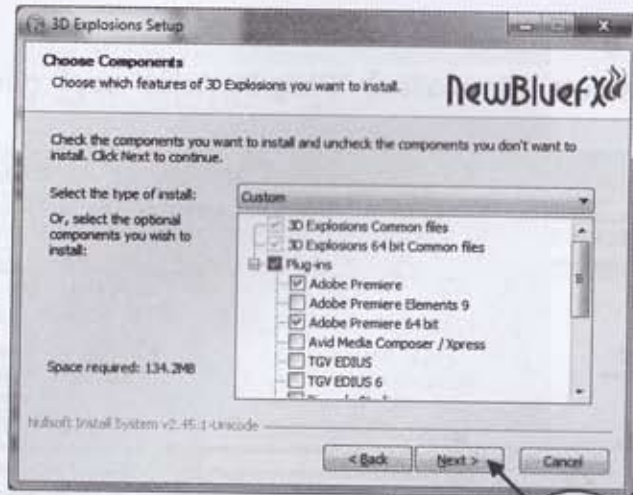 3D Explosions Setup
Choose Components
Choose which features of 3D Explosions you want to install.
NewBlueFX
Check the components you want to install and uncheck the components you don't want to
install. Click Next to continue.
Select the type of install:
Custom
Or, select the optional
components you wish to
install:
3D Explosions Common files
3D Explosions 64 bit Common files
Plug-ins
Adobe Premiere
Adobe Premiere Elements 9
Adobe Premiere 64 bit
Avid Media Composer / Xpress
TGV EDIUS
TGV EDIUS 6
Space required: 134.2MB
Nullsoft Install System v2.45.1-Unicode
< Back
Next >
Cancel